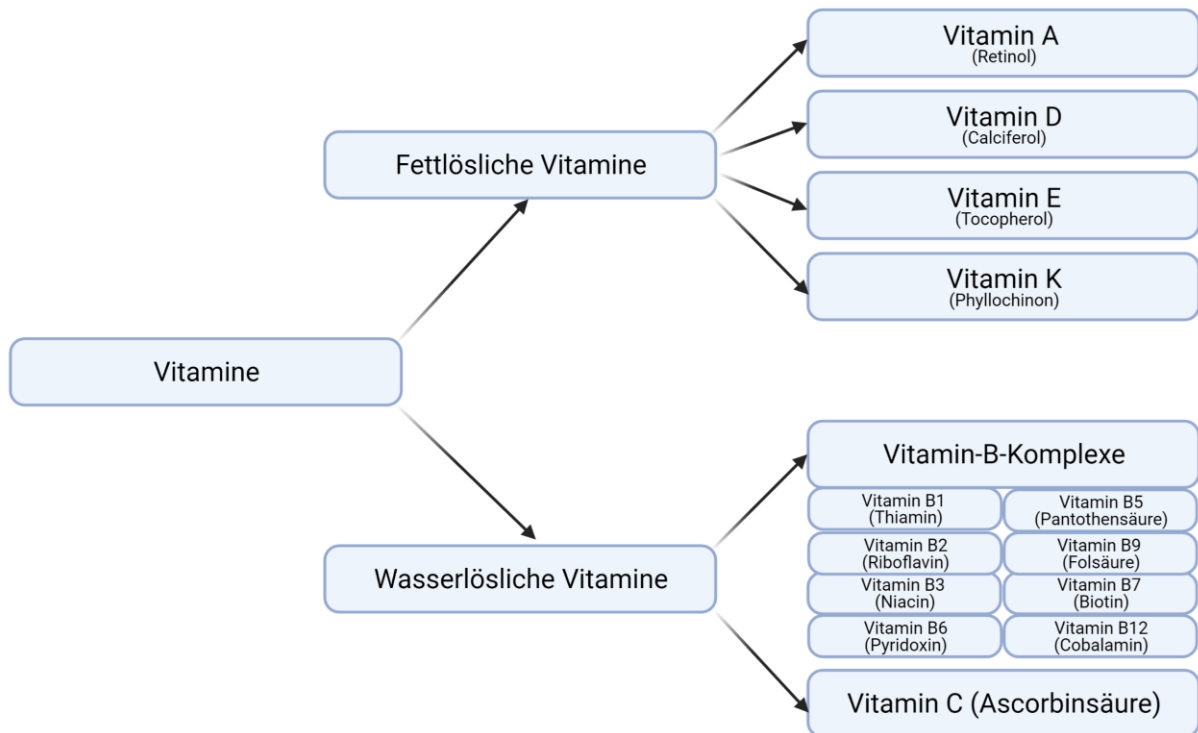 Vitamin A
(Retinol)
Vitamin D
(Calciferol)
Fettlösliche Vitamine
Vitamin E
(Tocopherol)
Vitamin K
(Phyllochinon)
Vitamine
Vitamin-B-Komplexe
Vitamin B1
(Thiamin)
Vitamin B5
(Pantothensäure)
Vitamin B2
(Riboflavin)
Vitamin B9
(Folsäure)
Wasserlösliche Vitamine
Vitamin B3
(Niacin)
Vitamin B7
(Biotin)
Vitamin B6
(Pyridoxin)
Vitamin B12
(Cobalamin)
Vitamin C (Ascorbinsäure)